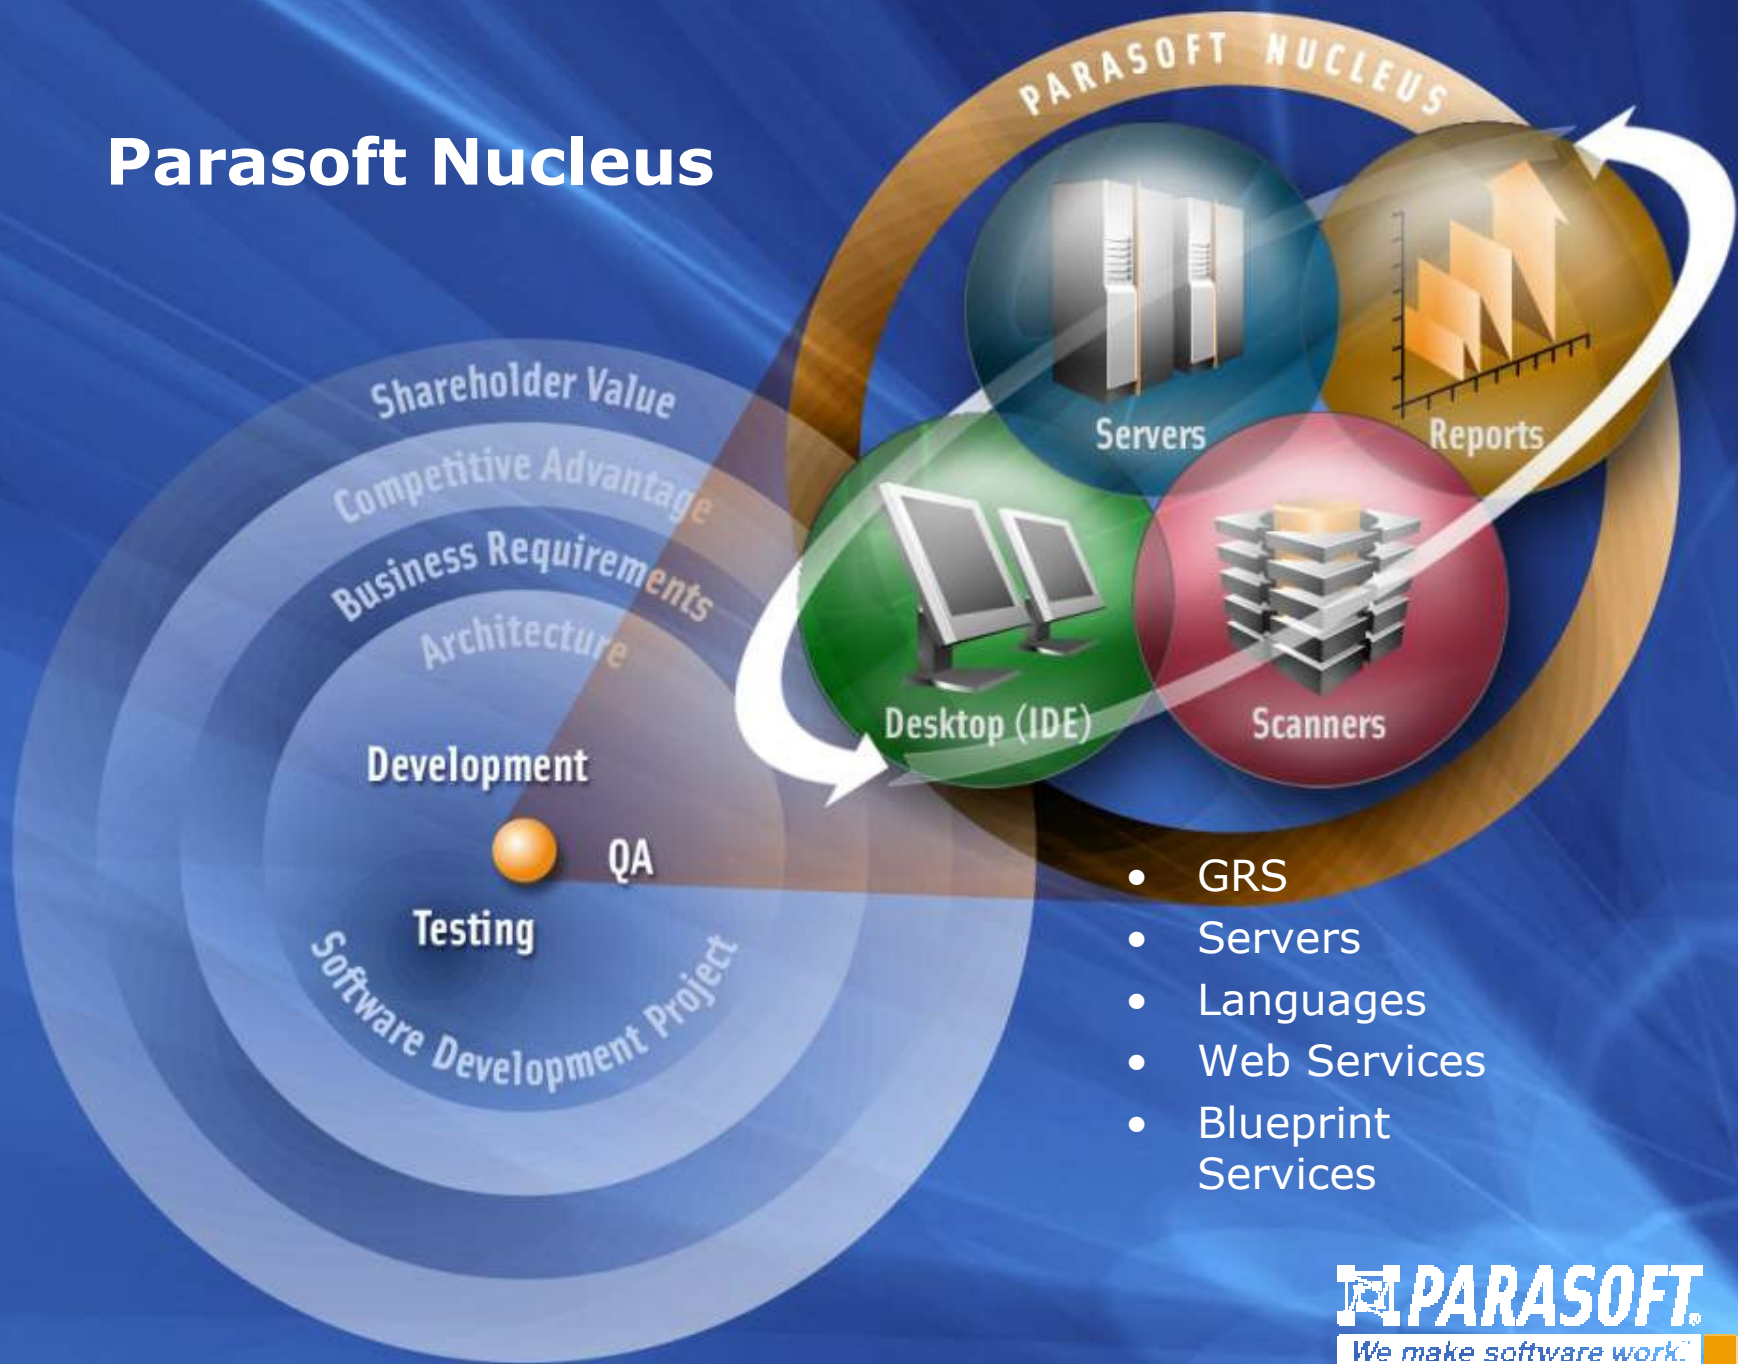 Parasoft Nucleus
PARASOFT NUCLEUS
Servers
Reports
Desktop (IDE)
Scanners
Shareholder Value
Competitive Advantage
Business Requirements
Architecture
Development
QA
Testing
Software Development Project
• GRS
• Servers
• Languages
• Web Services
• Blueprint
Services
PARASOFT®
We make software work.™